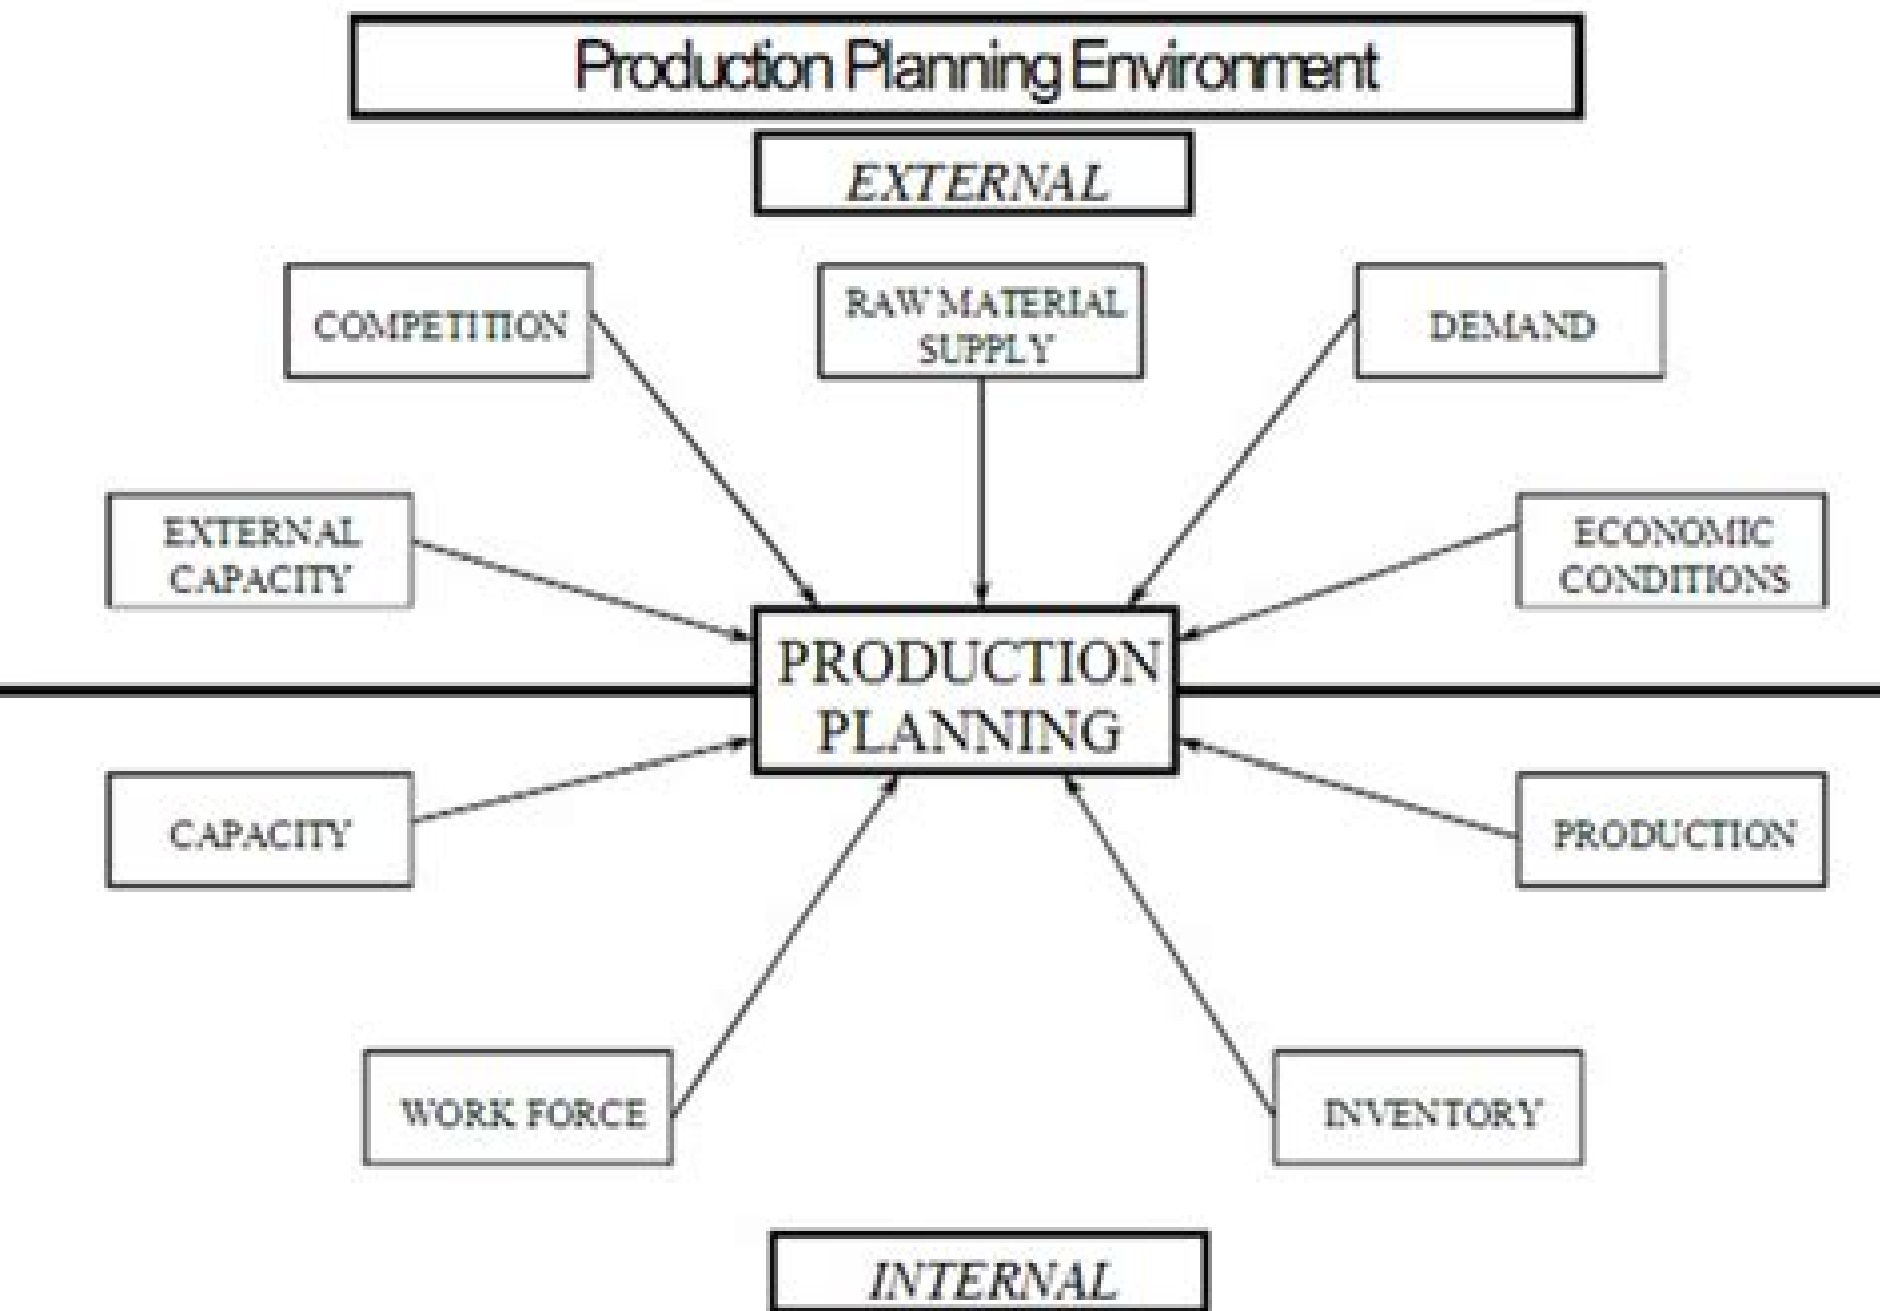 Production Planning Environment
EXTERNAL
COMPETITION
RAW MATERIAL
SUPPLY
DEMAND
EXTERNAL
CAPACITY
ECONOMIC
CONDITIONS
PRODUCTION
PLANNING
CAPACITY
PRODUCTION
WORK FORCE
INVENTORY
INTERNAL